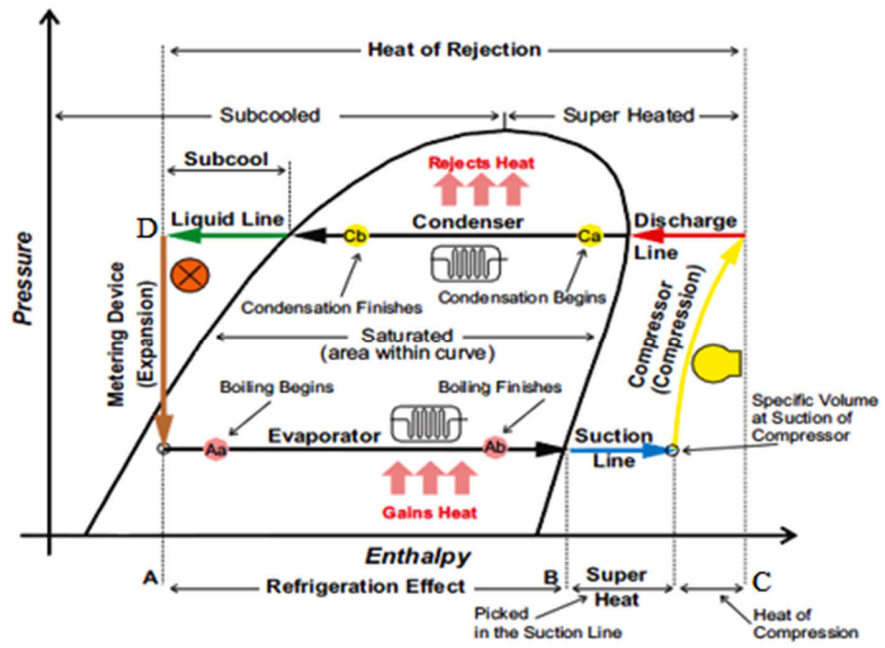 Heat of Rejection
Subcooled
Super Heated
Subcool
Rejects Heat
D
Liquid Line
Cb
Condenser
Ca
Discharge
Line
Condensation Finishes
Condensation Begins
Pressure
Metering Device
(Expansion)
Saturated
(area within curve)
Compressor
(Compression)
Boiling Begins
Boiling Finishes
Specific Volume
at Suction of
Compressor
Aa
Evaporator
Ab
Suction
Line
Gains Heat
Enthalpy
A
Refrigeration Effect
B
Super
Heat
C
Picked
in the Suction Line
Heat of
Compression